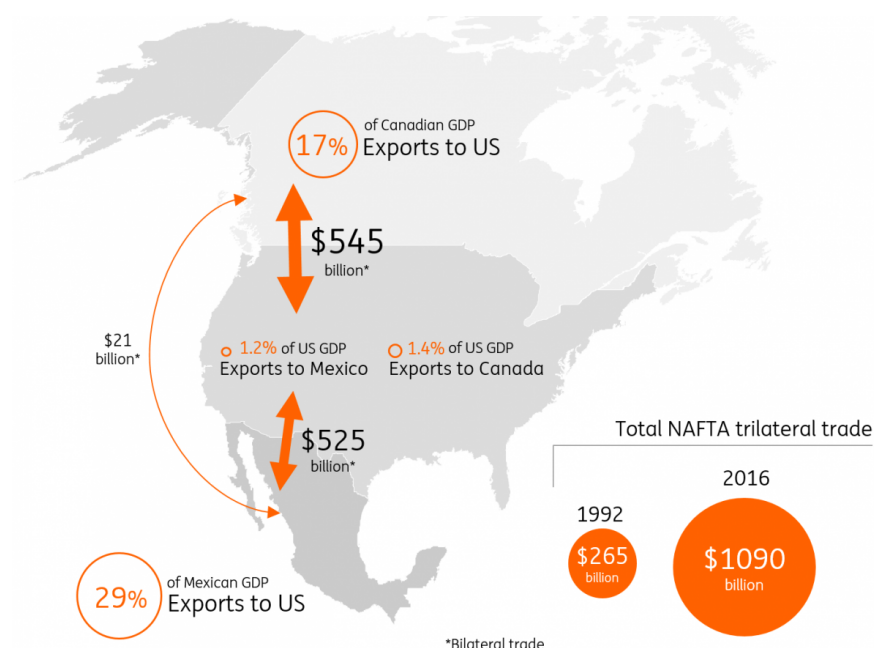 of Canadian GDP
17% Exports to US
$545
billion*
$21
billion*
1.2% of US GDP
Exports to Mexico
1.4% of US GDP
Exports to Canada
$525
billion*
Total NAFTA trilateral trade
1992
$265
billion
2016
$1090
billion
of Mexican GDP
29% Exports to US
*Bilateral trade